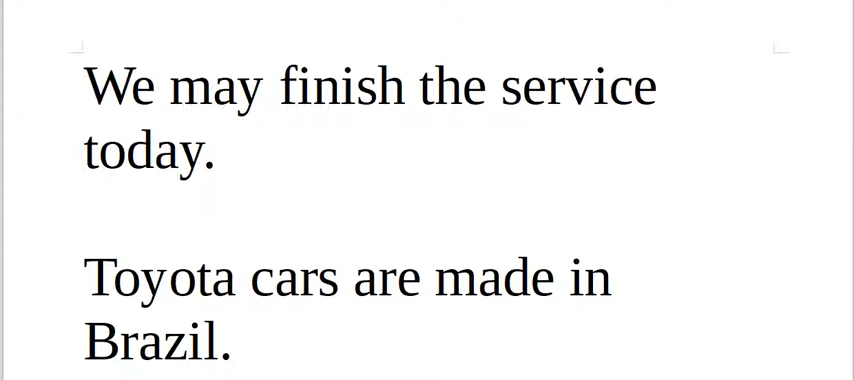 We may finish the service
today.
Toyota cars are made in
Brazil.